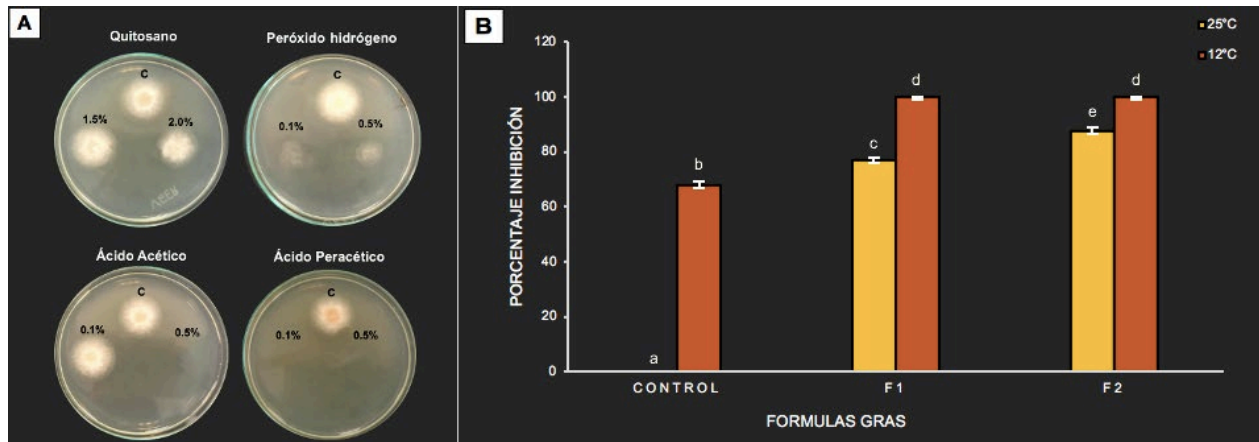 A
Quitosano
Peróxido hidrógeno
C
1.5%
2.0%
C
0.1%
0.5%
Ácido Acético
Ácido Peracético
C
0.1%
0.5%
C
0.1%
0.5%
B
25°C
12°C
PORCENTAJE INHIBICIÓN
120
100
80
60
40
20
0
a
b
c
d
e
d
CONTROL
F1
F2
FORMULAS GRAS